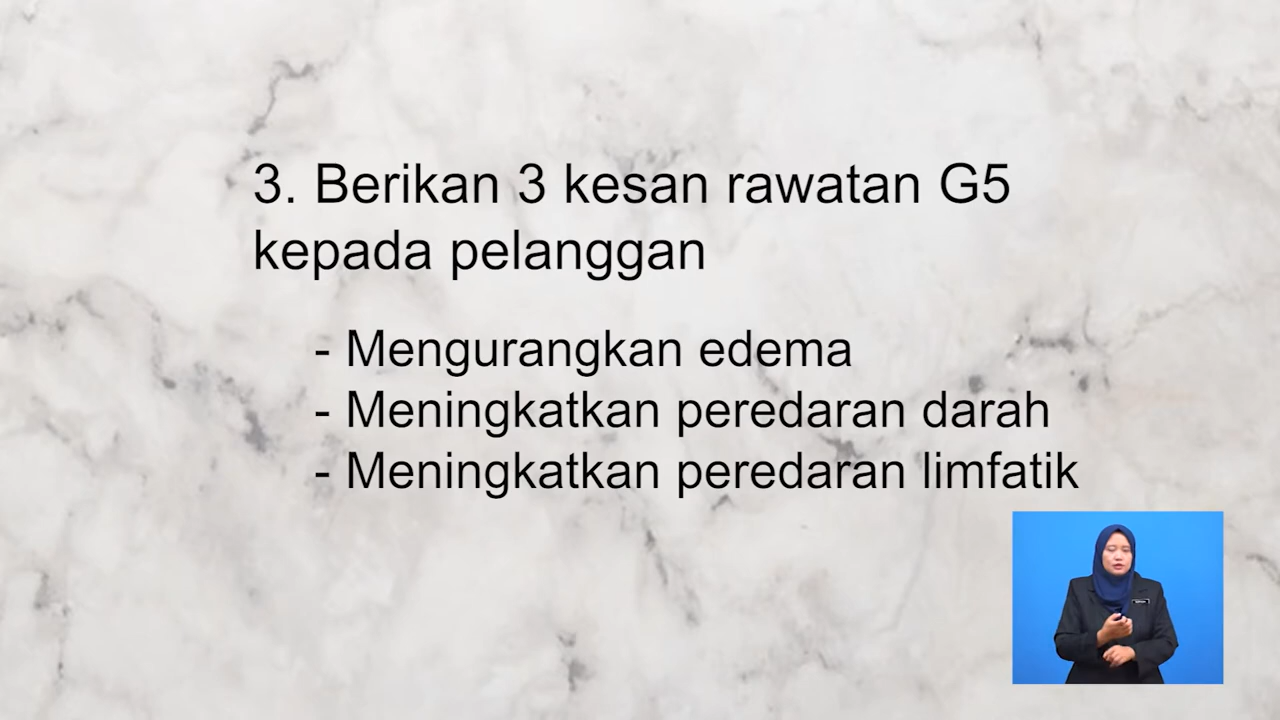 3. Berikan 3 kesan rawatan G5
kepada pelanggan
- Mengurangkan edema
- Meningkatkan peredaran darah
- Meningkatkan peredaran limfatik